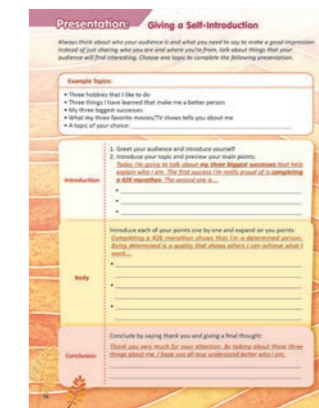 Presentation: Giving a Self-Introduction
Always think about who your audience is and what you need to say to make a good impression.
Instead of just sharing who you are and where you're from, talk about things that your
audience will find interesting. Choose one topic to complete the following presentation.
Example Topics:
• Three hobbies that I like to do
• Three things I have learned that make me a better person
• My three biggest successes
• What my three favorite movies/TV shows tells you about me
• A topic of your choice:
Introduction
1. Greet your audience and introduce yourself
2. Introduce your topic and preview your main points:
Today I'm going to talk about my three biggest successes that help
explain who I am. The first success I'm really proud of is completing
a 42K marathon. The second one is...
•
•
•
Body
Introduce each of your points one by one and expand on you points:
Completing a 42K marathon shows that I'm a determined person.
Being determined is a quality that shows others I can achieve what I
want...
•
•
•
Conclusion
Conclude by saying thank you and giving a final thought:
Thank you very much for your attention. By talking about these three
things about me, I hope you all now understand better who I am.